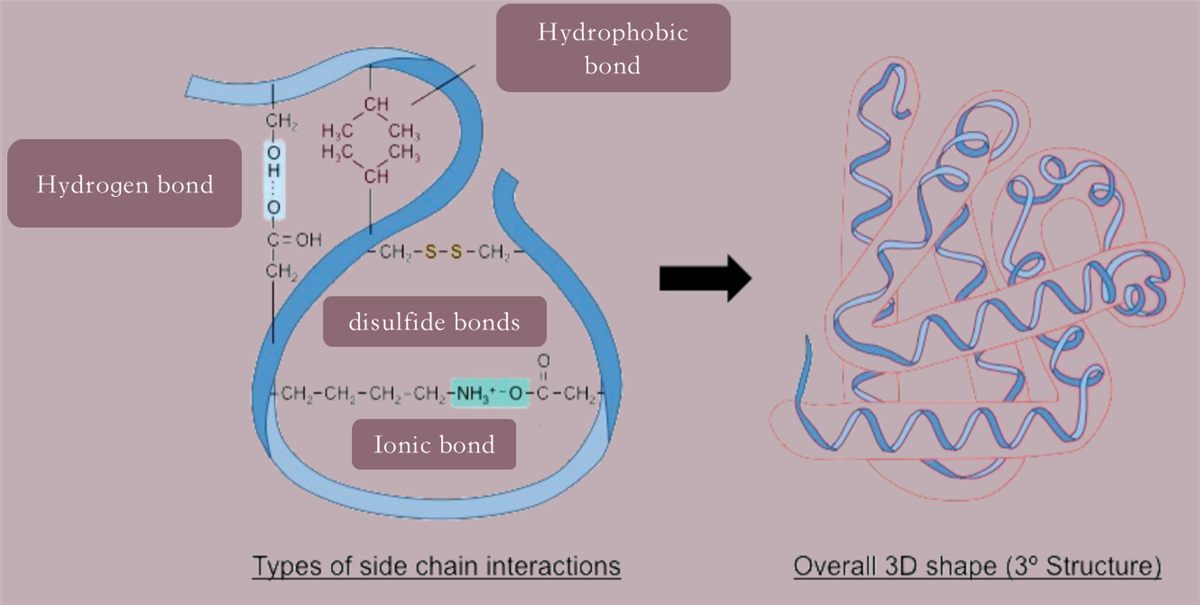 Hydrophobic
bond
Hydrogen bond
CH₂
OH
O
C=OH
CH₂
CH
H₃C CH₃
H₃C CH₃
CH
CH₂-S-S-CH₂
disulfide bonds
O
CH₂-CH₂-CH₂-CH₂-NH₃⁺ ⁻O-C-CH₂
Ionic bond
Types of side chain interactions
Overall 3D shape (3º Structure)